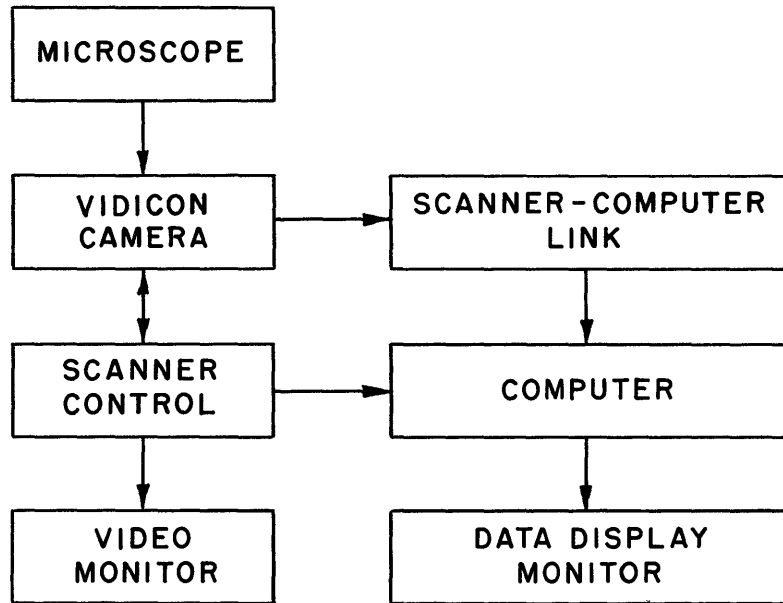 MICROSCOPE
VIDICON
CAMERA
SCANNER-COMPUTER
LINK
SCANNER
CONTROL
COMPUTER
VIDEO
MONITOR
DATA DISPLAY
MONITOR